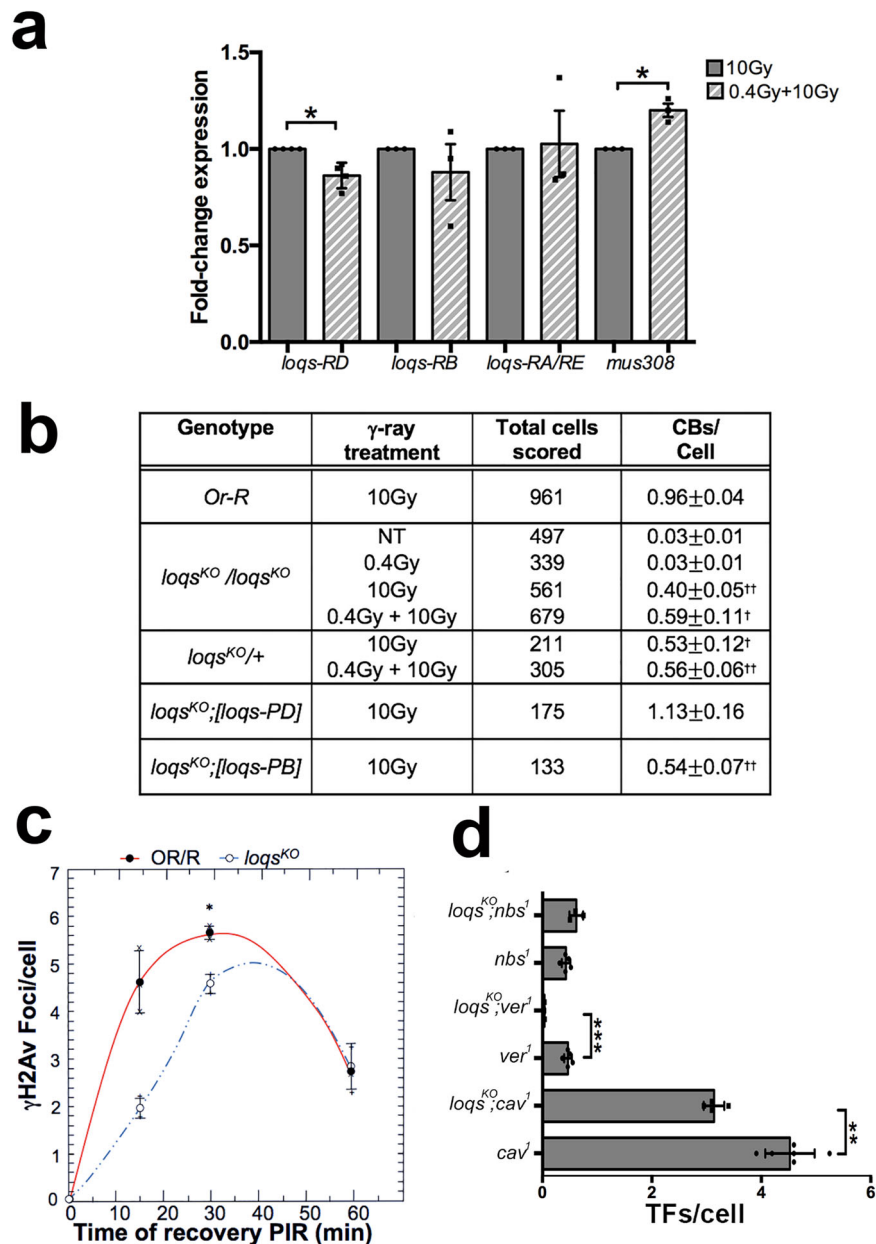 a
1.5
1.0
0.5
0.0
Fold-change expression
*
*
10Gy
0.4Gy+10Gy
loqs-RD loqs-RB loqs-RA/RE mus308
b
Genotype γ-ray treatment Total cells scored CBs/ Cell
Or-R 10Gy 961 0.96±0.04
loqsKO /loqsKO
NT 497 0.03±0.01
0.4Gy 339 0.03±0.01
10Gy 561 0.40±0.05††
0.4Gy + 10Gy 679 0.59±0.11†
loqsKO/+
10Gy 211 0.53±0.12†
0.4Gy + 10Gy 305 0.56±0.06††
loqsKO;[loqs-PD] 10Gy 175 1.13±0.16
loqsKO;[loqs-PB] 10Gy 133 0.54±0.07††
c
OR/R loqsKO
7
6
5
4
3
2
1
0
γH2Av Foci/cell
*
0 10 20 30 40 50 60
Time of recovery PIR (min)
d
loqsKO;nbs1
nbs1
loqsKO;ver1
ver1
loqsKO;cav1
cav1
***
**
0 2 4 6
TFs/cell